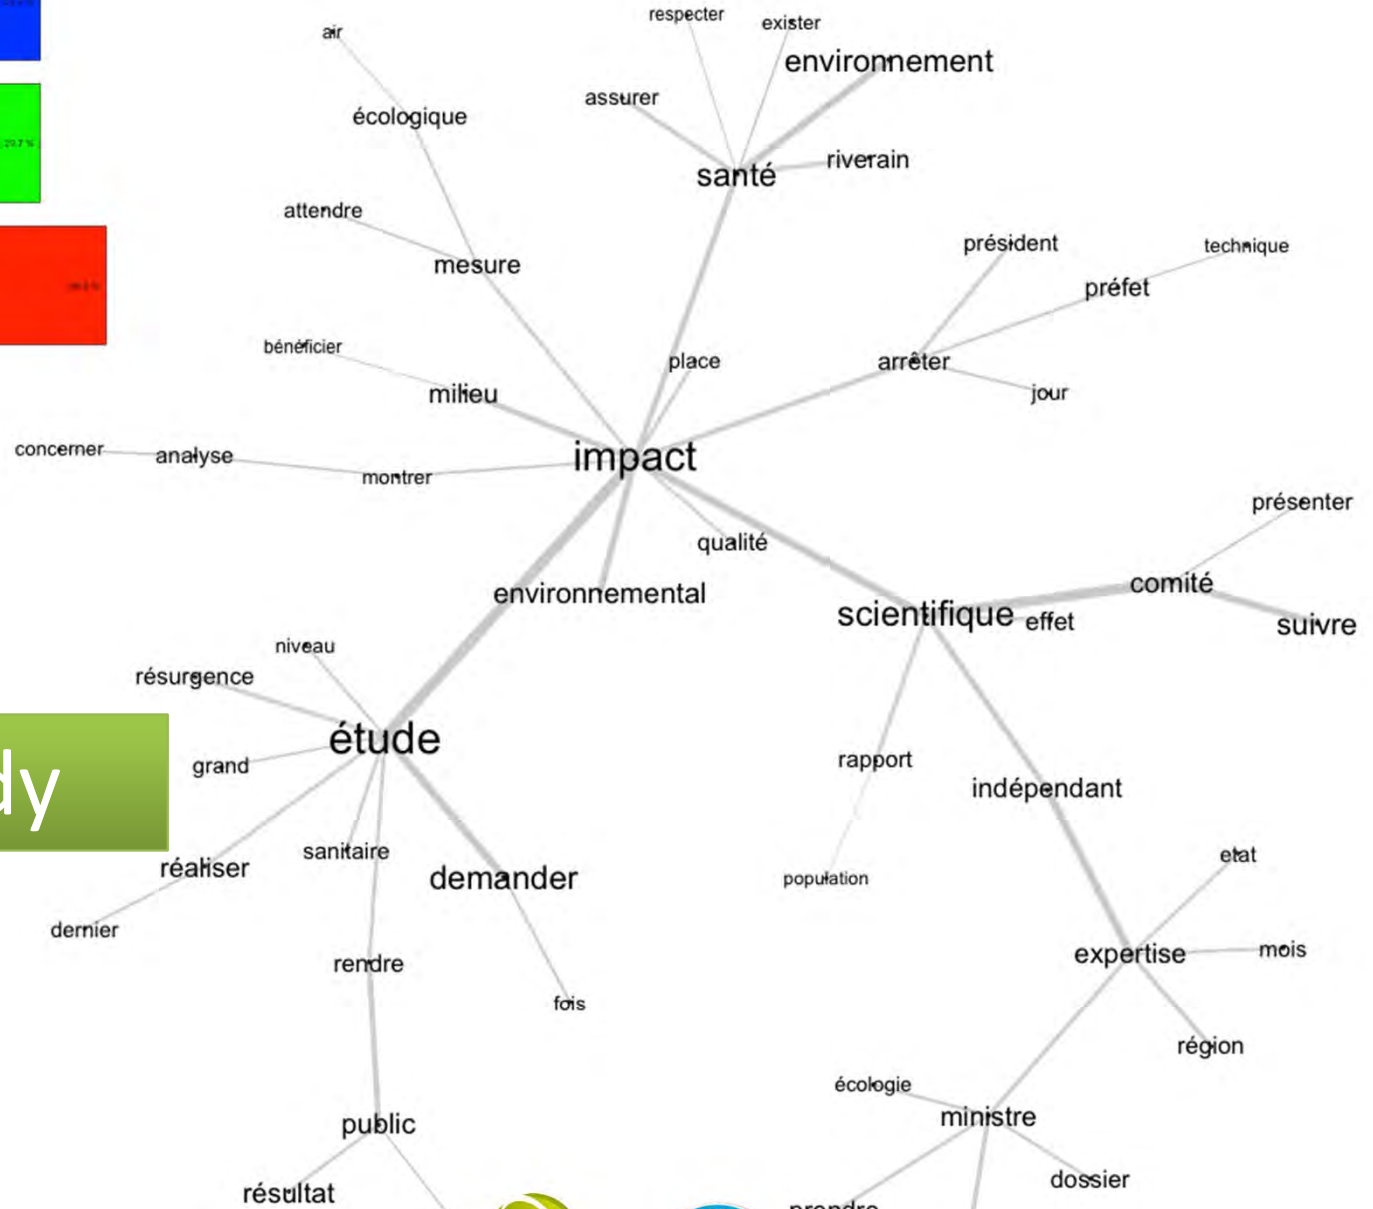 respecter
exister
air
environnement
assurer
écologique
riverain
santé
attendre
président
technique
mesure
préfet
bénéficier
place
arrêter
milieu
jour
concerner
analyse
impact
montrer
présenter
qualité
comité
environnemental
scientifique
effet
suivre
niveau
résurgence
étude
grand
rapport
dy
indépendant
sanitaire
etat
réaliser
demander
population
dernier
expertise
mois
rendre
fois
région
écologie
ministre
public
dossier
résultat
prendre